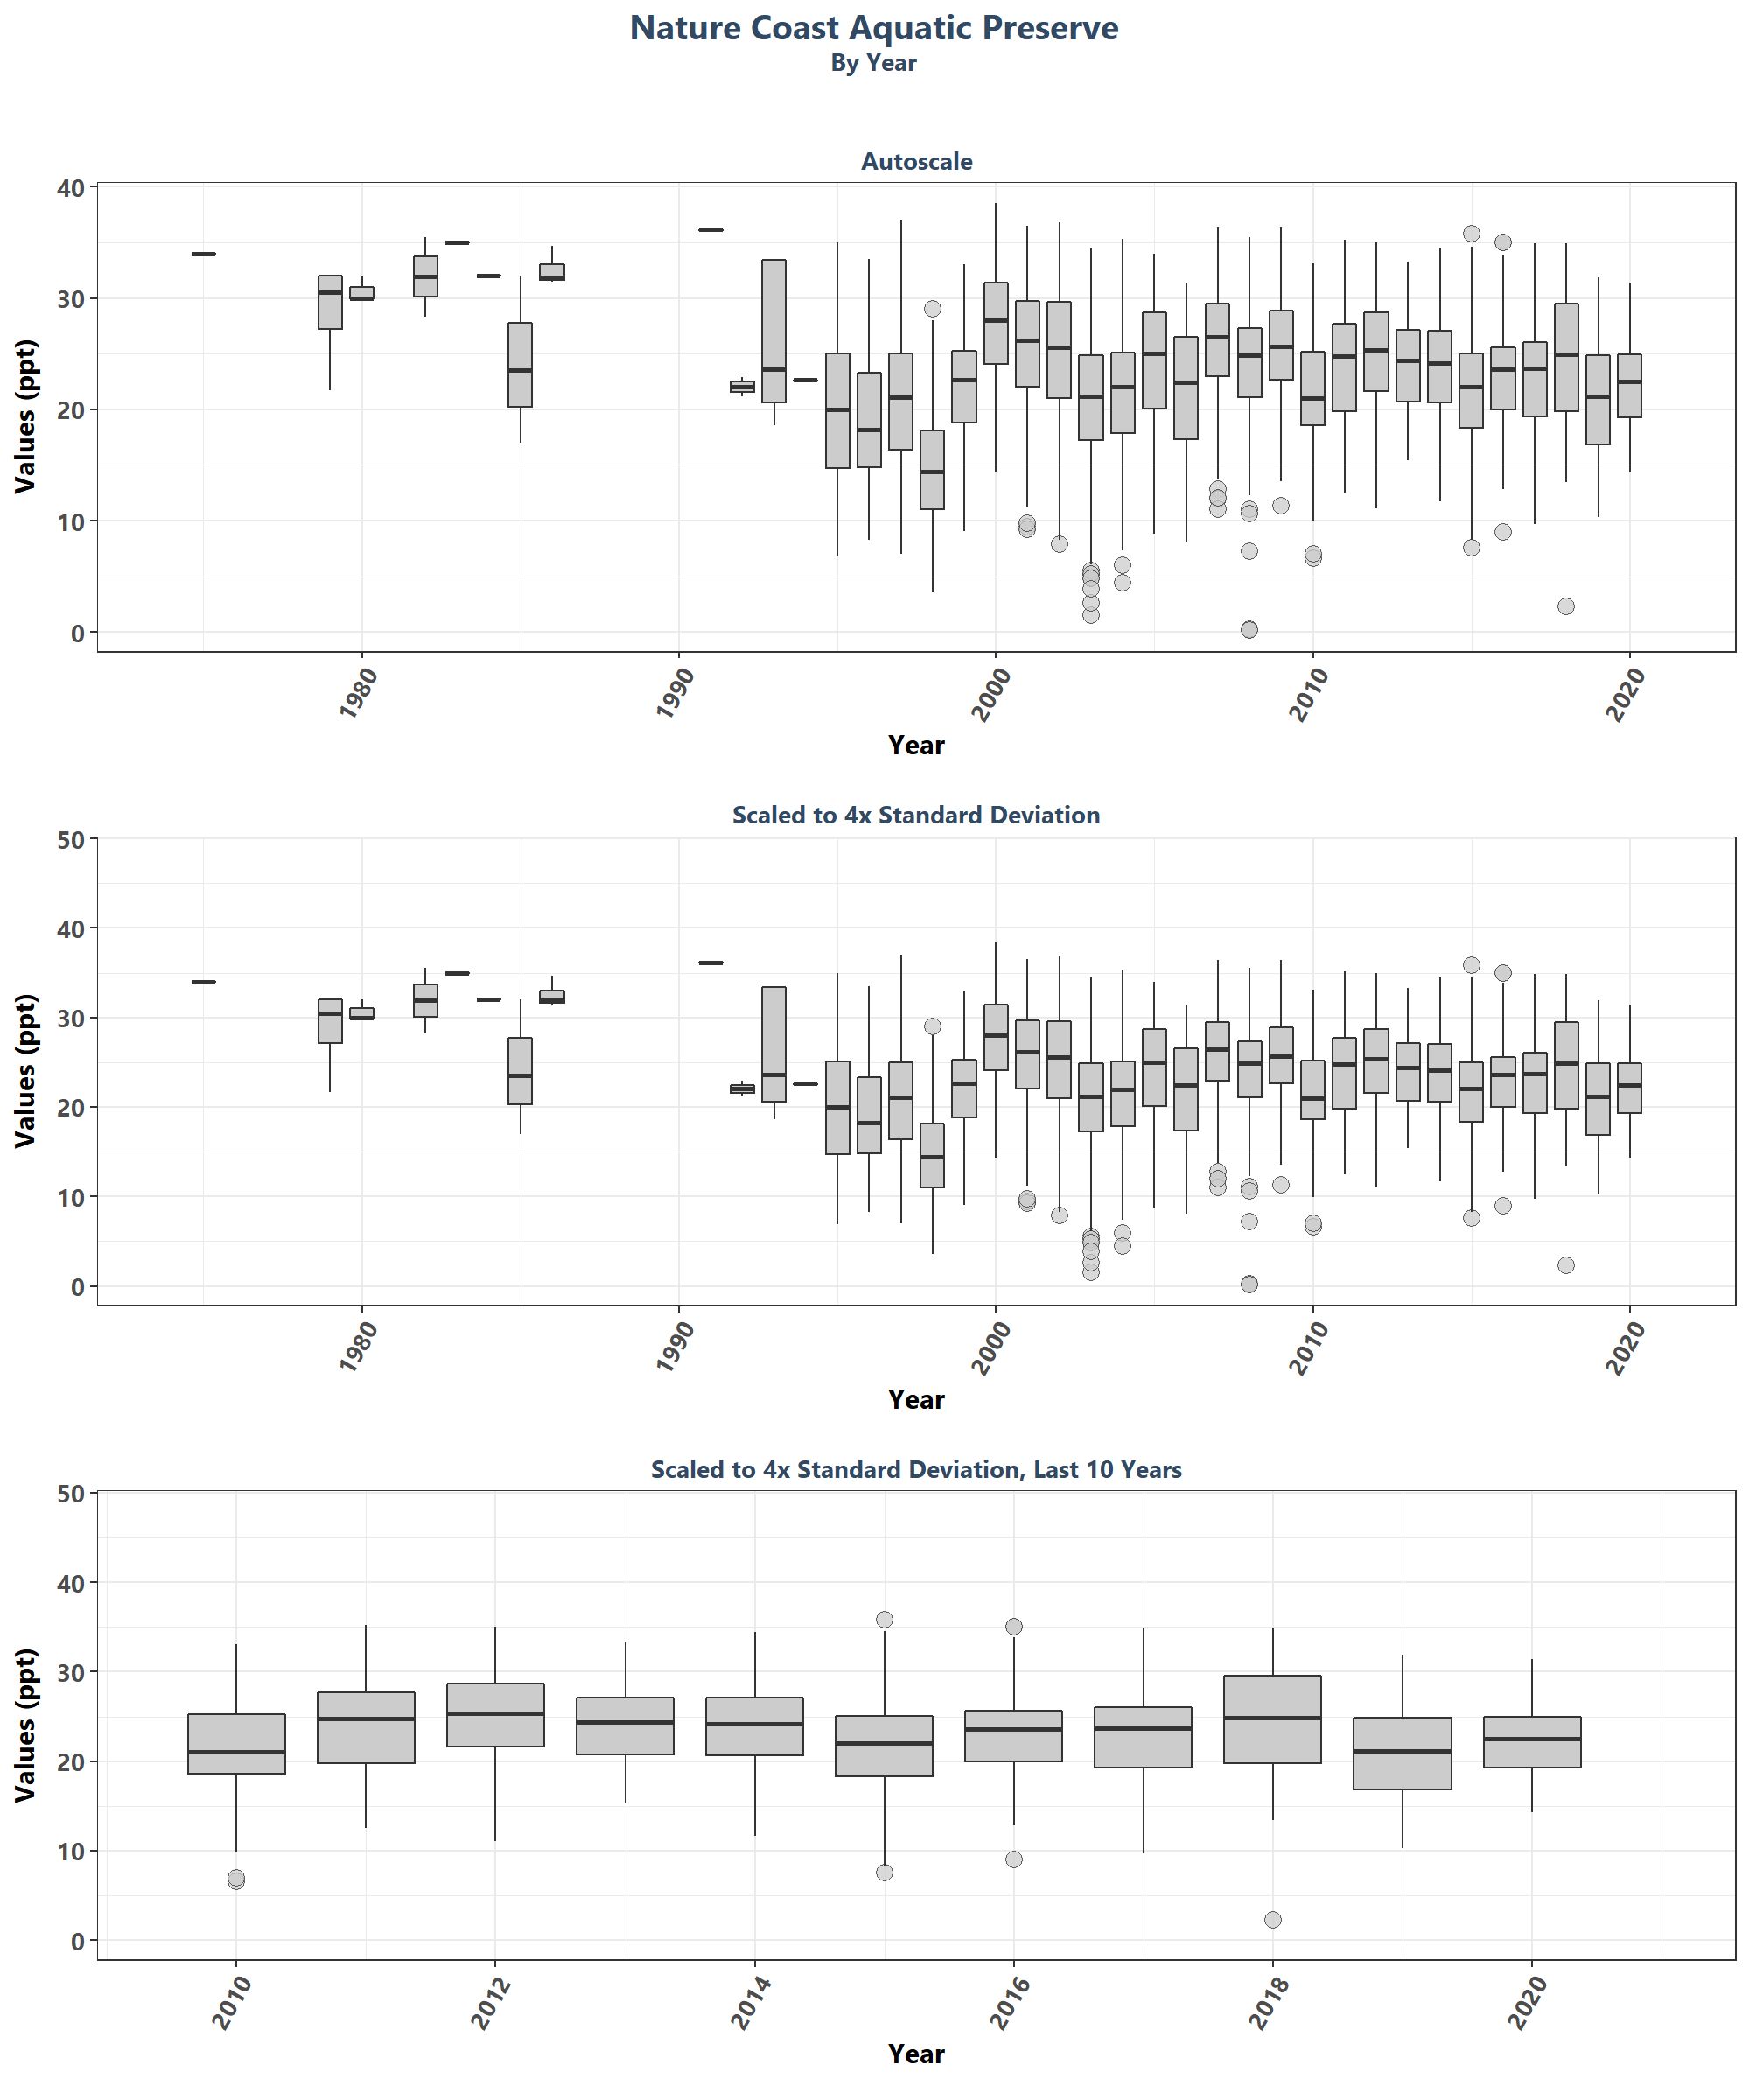 Nature Coast Aquatic Preserve
By Year
Autoscale
Values (ppt)
40
30
20
10
0
1980 1990 2000 2010 2020
Year
Scaled to 4x Standard Deviation
Values (ppt)
50
40
30
20
10
0
1980 1990 2000 2010 2020
Year
Scaled to 4x Standard Deviation, Last 10 Years
Values (ppt)
50
40
30
20
10
0
2010 2012 2014 2016 2018 2020
Year